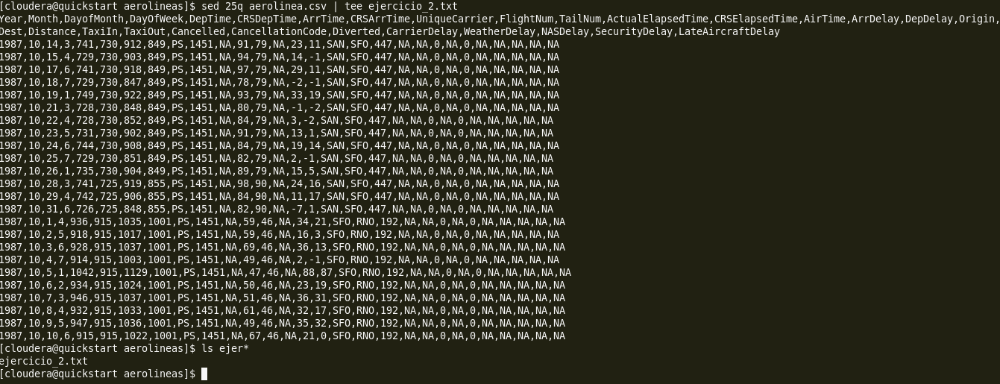 [cloudera@quickstart aerolineas]$ sed 25q aerolinea.csv | tee ejercicio_2.txt
Year,Month,DayofMonth,DayOfWeek,DepTime,CRSDepTime,ArrTime,CRSArrTime,UniqueCarrier,FlightNum,TailNum,ActualElapsedTime,CRSElapsedTime,AirTime,ArrDelay,DepDelay,Origin,
Dest,Distance,TaxiIn,TaxiOut,Cancelled,CancellationCode,Diverted,CarrierDelay,WeatherDelay,NASDelay,SecurityDelay,LateAircraftDelay
1987,10,14,3,741,730,912,849,PS,1451,NA,91,79,NA,23,11,SAN,SFO,447,NA,NA,0,NA,0,NA,NA,NA,NA,NA
1987,10,15,4,729,730,903,849,PS,1451,NA,94,79,NA,14,-1,SAN,SFO,447,NA,NA,0,NA,0,NA,NA,NA,NA,NA
1987,10,17,6,741,730,918,849,PS,1451,NA,97,79,NA,29,11,SAN,SFO,447,NA,NA,0,NA,0,NA,NA,NA,NA,NA
1987,10,18,7,729,730,847,849,PS,1451,NA,78,79,NA,-2,-1,SAN,SFO,447,NA,NA,0,NA,0,NA,NA,NA,NA,NA
1987,10,19,1,749,730,922,849,PS,1451,NA,93,79,NA,33,19,SAN,SFO,447,NA,NA,0,NA,0,NA,NA,NA,NA,NA
1987,10,21,3,728,730,848,849,PS,1451,NA,80,79,NA,-1,-2,SAN,SFO,447,NA,NA,0,NA,0,NA,NA,NA,NA,NA
1987,10,22,4,728,730,852,849,PS,1451,NA,84,79,NA,3,-2,SAN,SFO,447,NA,NA,0,NA,0,NA,NA,NA,NA,NA
1987,10,23,5,731,730,902,849,PS,1451,NA,91,79,NA,13,1,SAN,SFO,447,NA,NA,0,NA,0,NA,NA,NA,NA,NA
1987,10,24,6,744,730,908,849,PS,1451,NA,84,79,NA,19,14,SAN,SFO,447,NA,NA,0,NA,0,NA,NA,NA,NA,NA
1987,10,25,7,729,730,851,849,PS,1451,NA,82,79,NA,2,-1,SAN,SFO,447,NA,NA,0,NA,0,NA,NA,NA,NA,NA
1987,10,26,1,735,730,904,849,PS,1451,NA,89,79,NA,15,5,SAN,SFO,447,NA,NA,0,NA,0,NA,NA,NA,NA,NA
1987,10,28,3,741,725,919,855,PS,1451,NA,98,90,NA,24,16,SAN,SFO,447,NA,NA,0,NA,0,NA,NA,NA,NA,NA
1987,10,29,4,742,725,906,855,PS,1451,NA,84,90,NA,11,17,SAN,SFO,447,NA,NA,0,NA,0,NA,NA,NA,NA,NA
1987,10,31,6,726,725,848,855,PS,1451,NA,82,90,NA,-7,1,SAN,SFO,447,NA,NA,0,NA,0,NA,NA,NA,NA,NA
1987,10,1,4,936,915,1035,1001,PS,1451,NA,59,46,NA,34,21,SFO,RNO,192,NA,NA,0,NA,0,NA,NA,NA,NA,NA
1987,10,2,5,918,915,1017,1001,PS,1451,NA,59,46,NA,16,3,SFO,RNO,192,NA,NA,0,NA,0,NA,NA,NA,NA,NA
1987,10,3,6,928,915,1037,1001,PS,1451,NA,69,46,NA,36,13,SFO,RNO,192,NA,NA,0,NA,0,NA,NA,NA,NA,NA
1987,10,4,7,914,915,1003,1001,PS,1451,NA,49,46,NA,2,-1,SFO,RNO,192,NA,NA,0,NA,0,NA,NA,NA,NA,NA
1987,10,5,1,1042,915,1129,1001,PS,1451,NA,47,46,NA,88,87,SFO,RNO,192,NA,NA,0,NA,0,NA,NA,NA,NA,NA
1987,10,6,2,934,915,1024,1001,PS,1451,NA,50,46,NA,23,19,SFO,RNO,192,NA,NA,0,NA,0,NA,NA,NA,NA,NA
1987,10,7,3,946,915,1037,1001,PS,1451,NA,51,46,NA,36,31,SFO,RNO,192,NA,NA,0,NA,0,NA,NA,NA,NA,NA
1987,10,8,4,932,915,1033,1001,PS,1451,NA,61,46,NA,32,17,SFO,RNO,192,NA,NA,0,NA,0,NA,NA,NA,NA,NA
1987,10,9,5,947,915,1036,1001,PS,1451,NA,49,46,NA,35,32,SFO,RNO,192,NA,NA,0,NA,0,NA,NA,NA,NA,NA
1987,10,10,6,915,915,1022,1001,PS,1451,NA,67,46,NA,21,0,SFO,RNO,192,NA,NA,0,NA,0,NA,NA,NA,NA,NA
[cloudera@quickstart aerolineas]$ ls ejer*
ejercicio_2.txt
[cloudera@quickstart aerolineas]$